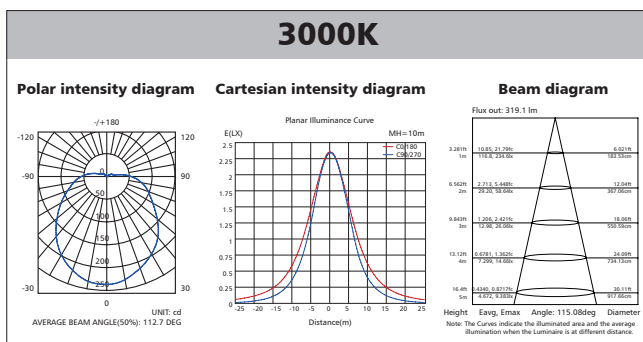 3000K
Polar intensity diagram
-/+180
-120
120
-90
90
0
50
100
150
200
250
-30
30
0
UNIT: cd
AVERAGE BEAM ANGLE(50%): 112.7 DEG
Cartesian intensity diagram
Planar Illuminance Curve
E(LX)
MH=10m
C0/180
C90/270
2.5
2.25
2
1.75
1.5
1.25
1
0.75
0.5
0.25
0
-25 -20 -15 -10 -5 0 5 10 15 20 25
Distance(m)
Beam diagram
Flux out: 319.1 lm
3.281ft 10.85, 21.79fc 6.021ft
1m 116.8, 234.6lx 183.53cm
6.562ft 2.713, 5.448fc 12.04ft
2m 29.20, 58.64lx 367.06cm
9.843ft 1.206, 2.421fc 18.06ft
3m 12.98, 26.06lx 550.59cm
13.12ft 0.6781, 1.362fc 24.09ft
4m 7.299, 14.66lx 734.13cm
16.4ft 0.4340, 0.8717fc 30.11ft
5m 4.672, 9.383lx 917.66cm
Height Eavg, Emax Angle: 115.08deg Diameter
Note: The Curves indicate the illuminated area and the average
illumination when the Luminaire is at different distance.